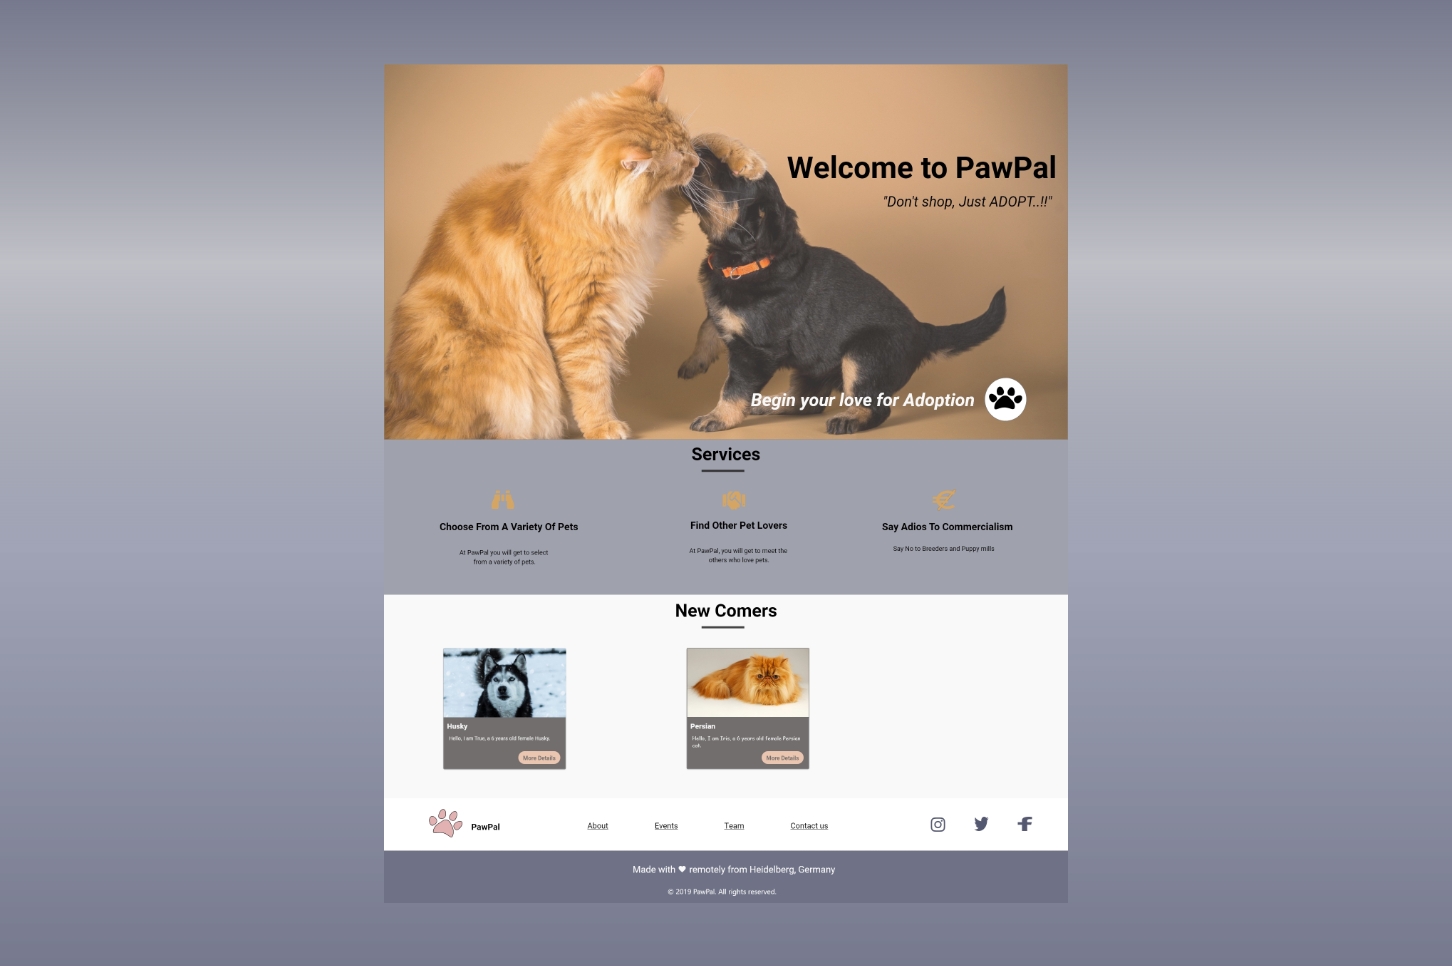 Welcome to PawPal
"Don't shop, Just ADOPT..!!"
Begin your love for Adoption
Services
Choose From A Variety Of Pets
At PawPal you will get to select
from a variety of pets.
Find Other Pet Lovers
At PawPal, you will get to meet the
others who love pets.
Say Adios To Commercialism
Say No to Breeders and Puppy mills
New Comers
Husky
Hello, I am True, a 6 years old female Husky.
More Details
Persian
Hello, I am Iris, a 6 years old female Persian
cat.
More Details
PawPal
About
Events
Team
Contact us
Made with ♥ remotely from Heidelberg, Germany
© 2019 PawPal. All rights reserved.